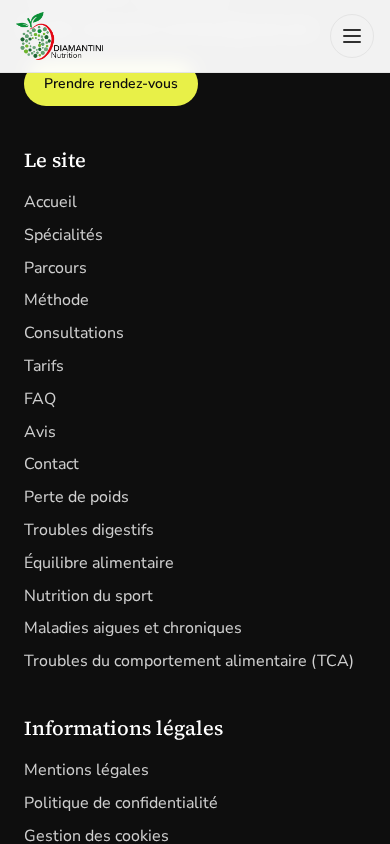 DIAMANTINI
Nutrition
Prendre rendez-vous
Le site
Accueil
Spécialités
Parcours
Méthode
Consultations
Tarifs
FAQ
Avis
Contact
Perte de poids
Troubles digestifs
Équilibre alimentaire
Nutrition du sport
Maladies aigues et chroniques
Troubles du comportement alimentaire (TCA)
Informations légales
Mentions légales
Politique de confidentialité
Gestion des cookies